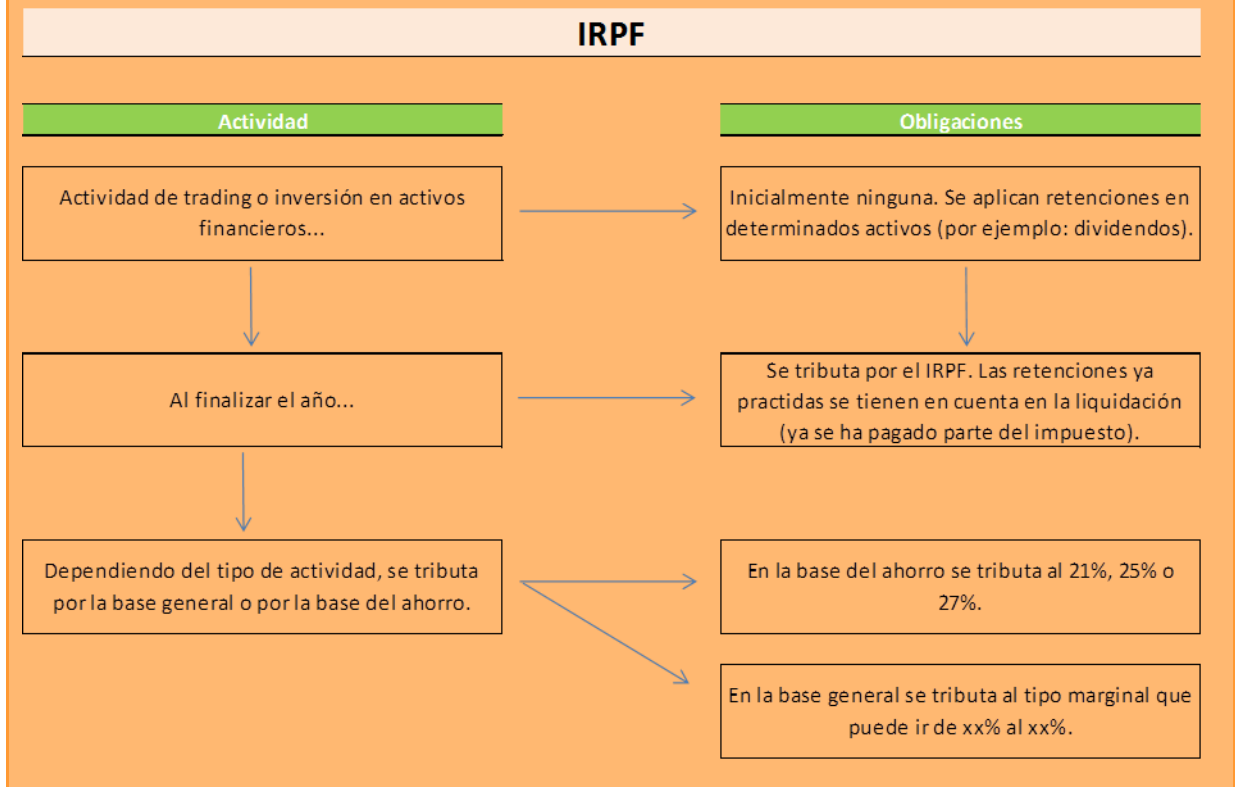 IRPF
Actividad
Obligaciones
Actividad de trading o inversión en activos
financieros...
Inicialmente ninguna. Se aplican retenciones en
determinados activos (por ejemplo: dividendos).
Al finalizar el año...
Se tributa por el IRPF. Las retenciones ya
practidas se tienen en cuenta en la liquidación
(ya se ha pagado parte del impuesto).
Dependiendo del tipo de actividad, se tributa
por la base general o por la base del ahorro.
En la base del ahorro se tributa al 21%, 25% o
27%.
En la base general se tributa al tipo marginal que
puede ir de xx% al xx%.